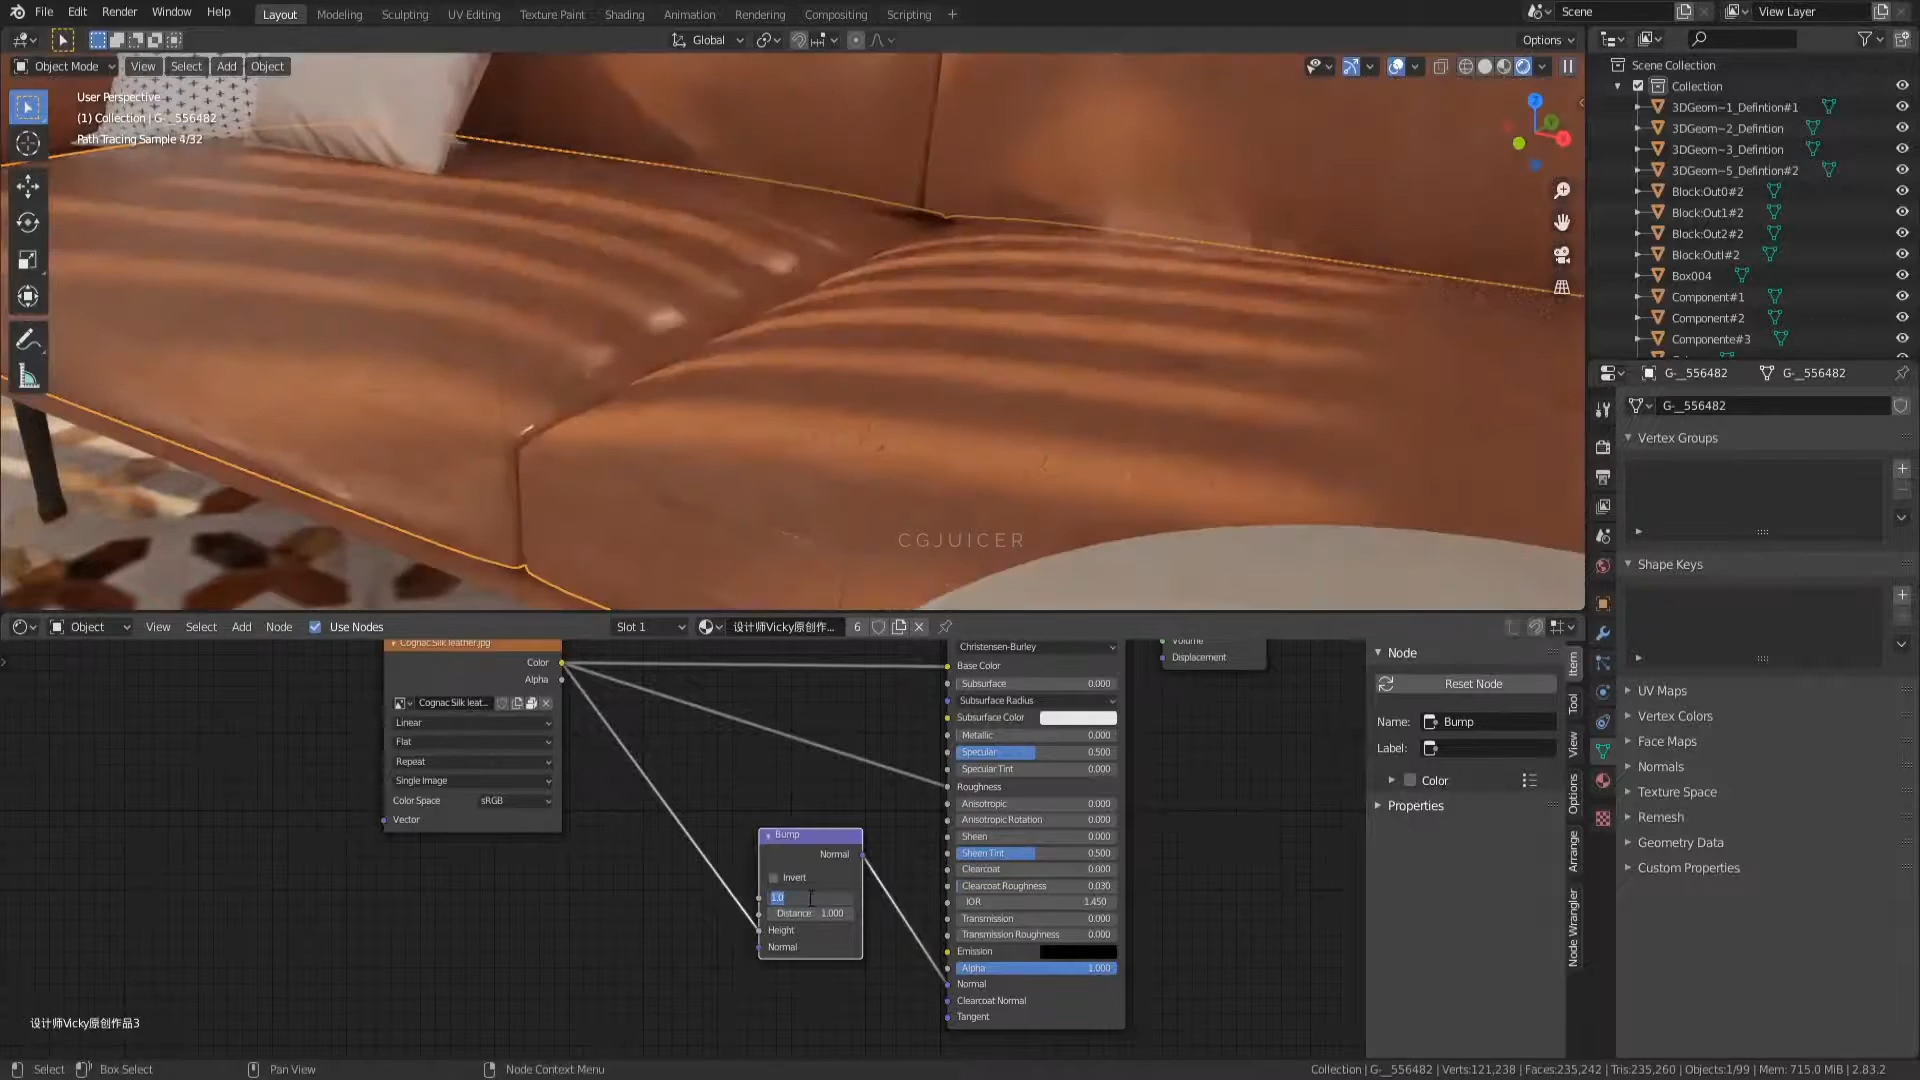 File Edit Render Window Help
Layout Modeling Sculpting UV Editing Texture Paint Shading Animation Rendering Compositing Scripting +
Scene
View Layer
Global
Options
Object Mode View Select Add Object
User Perspective
(1) Collection | G-__556482
Path Tracing Sample 4/32
CGJUICER
Scene Collection
Collection
3DGeom~1_Defintion#1
3DGeom~2_Defintion
3DGeom~3_Defintion
3DGeom~5_Defintion#2
Block:Out0#2
Block:Out1#2
Block:Out2#2
Block:OutI#2
Box004
Component#1
Component#2
Componente#3
G-__556482 G-__556482
G-__556482
Vertex Groups
Shape Keys
UV Maps
Vertex Colors
Face Maps
Normals
Texture Space
Remesh
Geometry Data
Custom Properties
Object View Select Add Node Use Nodes
Slot 1
设计师Vicky原创作... 6
Cognac Silk leather.jpg
Color
Alpha
Cognac Silk leat...
Linear
Flat
Repeat
Single Image
Color Space sRGB
Vector
Bump
Normal
Invert
1.0
Distance: 1.000
Height
Normal
Christensen-Burley
Base Color
Subsurface 0.000
Subsurface Radius
Subsurface Color
Metallic 0.000
Specular 0.500
Specular Tint 0.000
Roughness
Anisotropic 0.000
Anisotropic Rotation 0.000
Sheen 0.000
Sheen Tint 0.500
Clearcoat 0.000
Clearcoat Roughness 0.030
IOR 1.450
Transmission 0.000
Transmission Roughness 0.000
Emission
Alpha 1.000
Normal
Clearcoat Normal
Tangent
Volume
Displacement
Node
Reset Node
Name: Bump
Label:
Color
Properties
Item
Tool
View
Options
Arrange
Node Wrangler
设计师Vicky原创作品3
Select Box Select Pan View Node Context Menu
Collection | G-__556482 | Verts:121,238 | Faces:235,242 | Tris:235,260 | Objects:1/99 | Mem: 715.0 MiB | 2.83.2